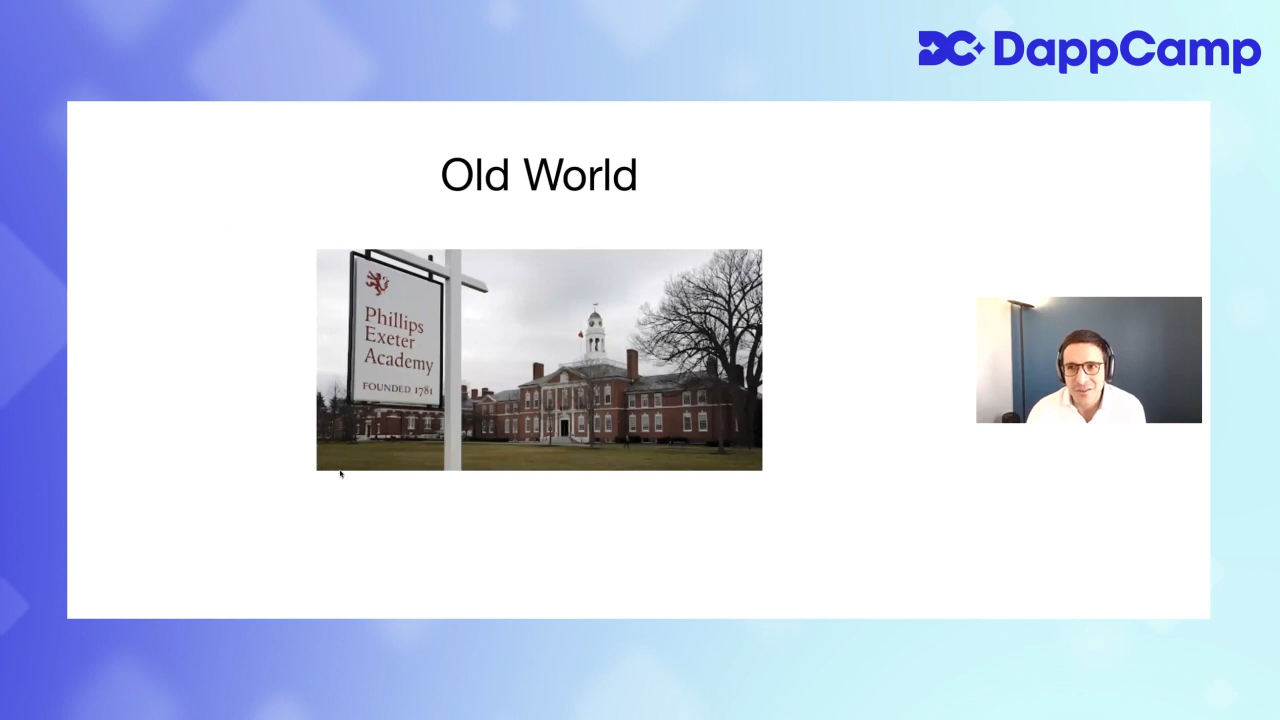 DappCamp
Old World
Phillips
Exeter
Academy
FOUNDED 1781